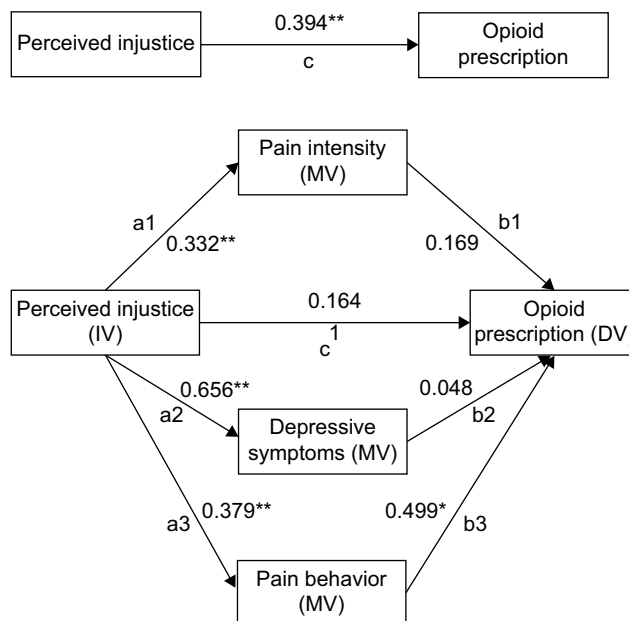 0.394**
Perceived injustice
Opioid
prescription
c
Pain intensity
(MV)
a1
0.332**
b1
0.169
Perceived injustice
(IV)
0.164
1
c
Opioid
prescription (DV)
0.656**
a2
0.048
b2
Depressive
symptoms (MV)
0.379**
a3
0.499*
b3
Pain behavior
(MV)